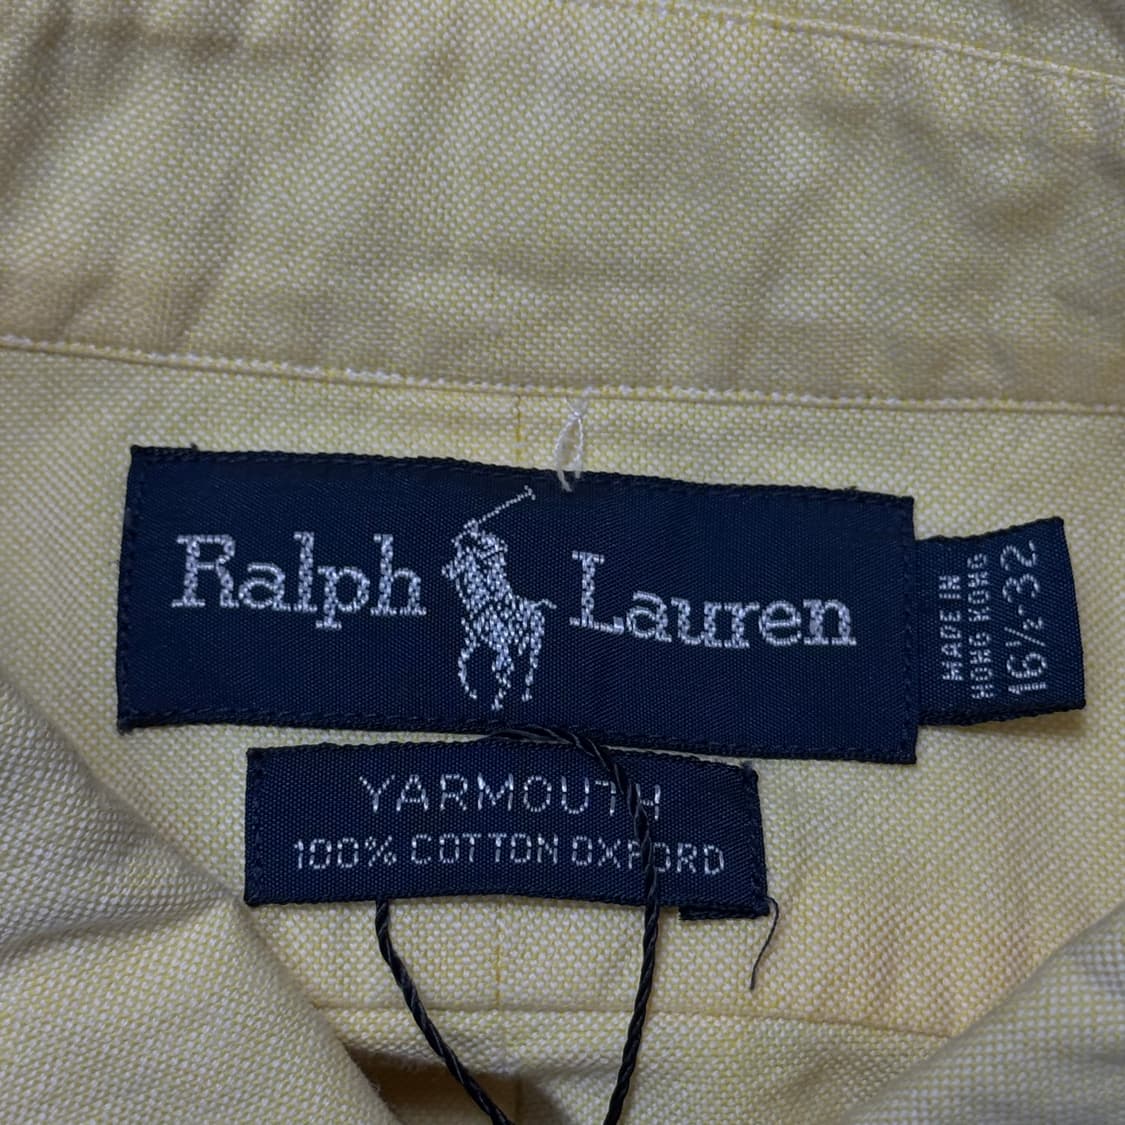 Ralph Lauren
MADE IN
HONG KONG
16½-32
YARMOUTH
100% COTTON OXFORD